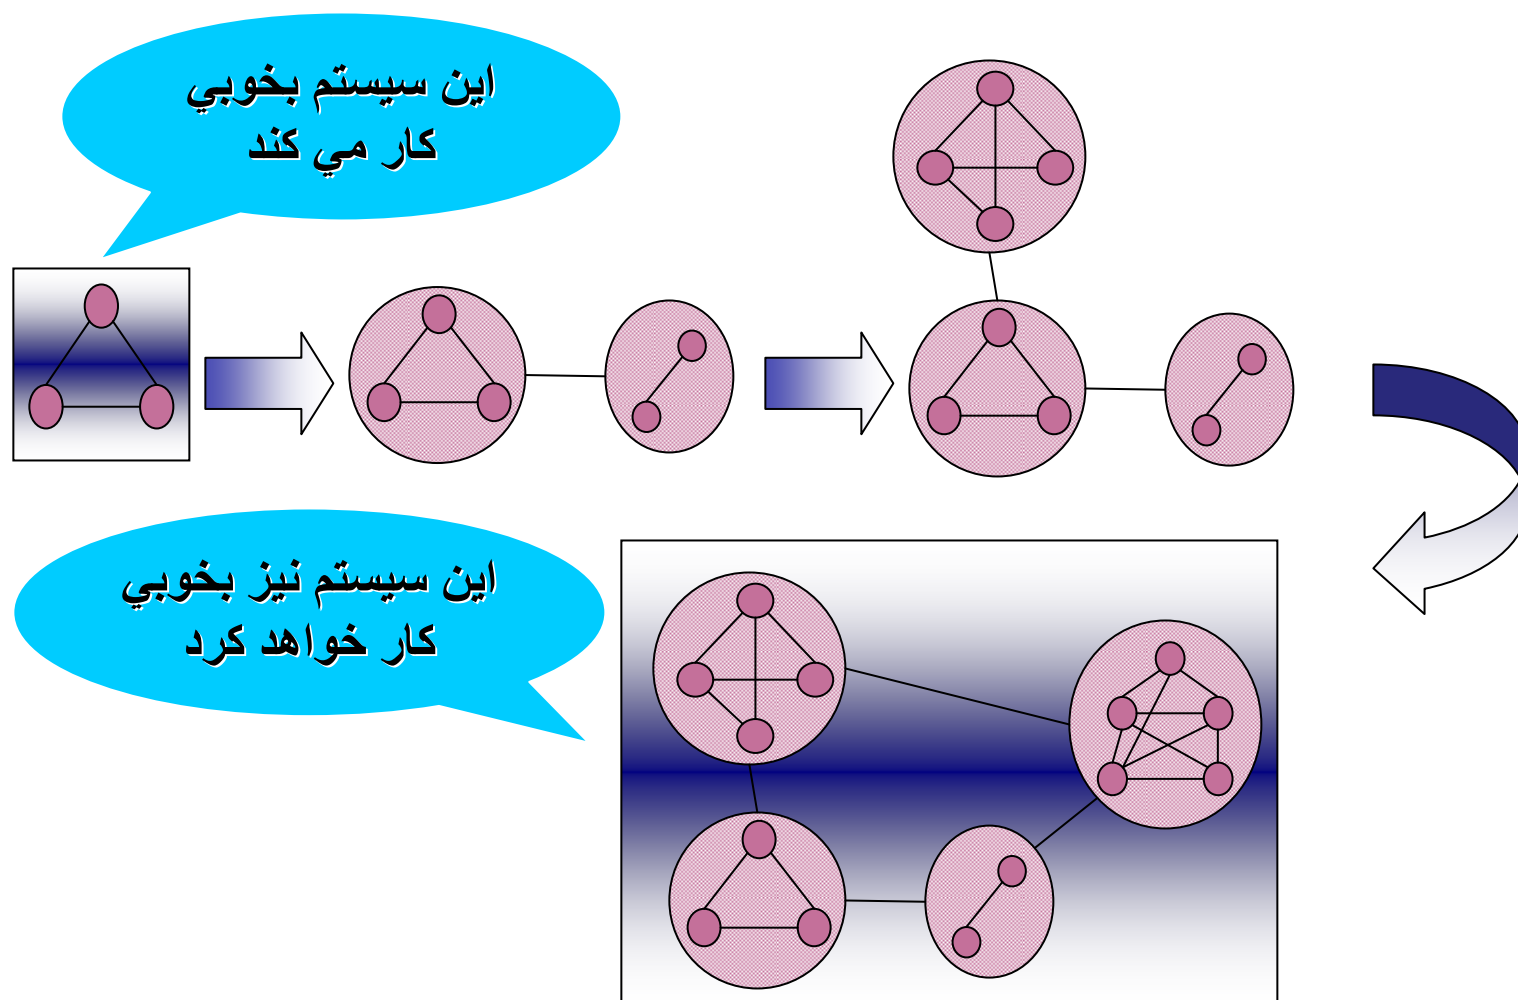 اين سيستم بخوبي
كار مي كند
اين سيستم نيز بخوبي
كار خواهد كرد